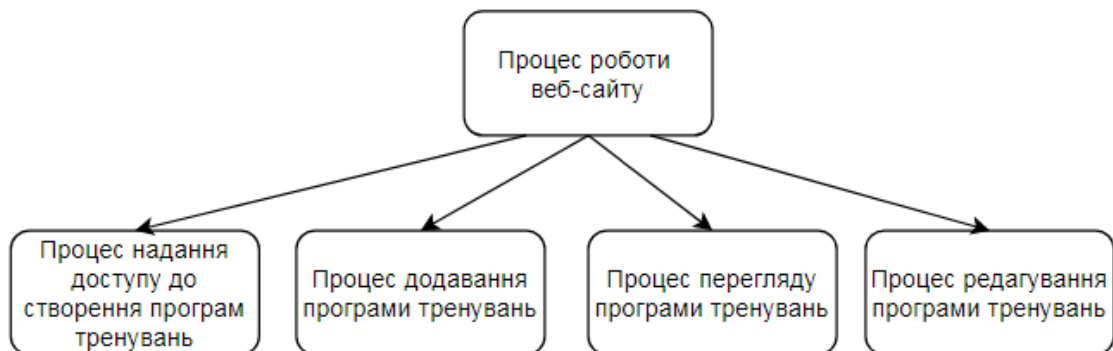 Процес роботи
веб-сайту
Процес надання
доступу до
створення програм
тренувань
Процес додавання
програми тренувань
Процес перегляду
програми тренувань
Процес редагування
програми тренувань